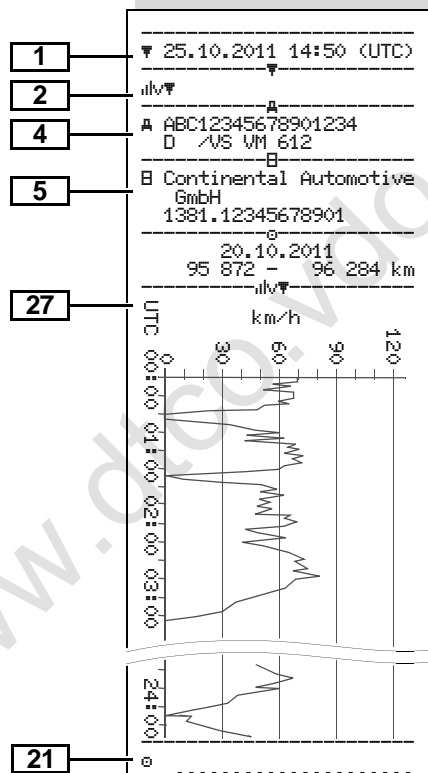 1
25.10.2011 14:50 (UTC)
2
4
ABC12345678901234
D /VS VM 612
5
Continental Automotive
GmbH
1381.12345678901
20.10.2011
95 872 - 96 284 km
27
UTC
km/h
0 30 60 90 120
00:00
01:00
02:00
03:00
24:00
21
w.dtco.vdo